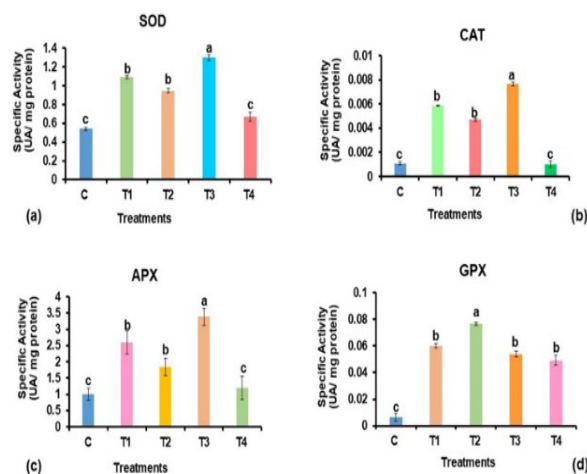 SOD
Specific Activity
(UA/ mg protein)
1.4
1.2
1
0.8
0.6
0.4
0.2
0
c
b
b
a
c
C T1 T2 T3 T4
Treatments
(a)
CAT
Specific Activity
(UA/ mg protein)
0.01
0.008
0.006
0.004
0.002
0
c
b
b
a
c
C T1 T2 T3 T4
Treatments
(b)
APX
Specific Activity
(UA/ mg protein)
4
3.5
3
2.5
2
1.5
1
0.5
0
c
b
b
a
c
C T1 T2 T3 T4
Treatments
(c)
GPX
Specific Activity
(UA/ mg protein)
0.1
0.08
0.06
0.04
0.02
0
c
b
a
b
b
C T1 T2 T3 T4
Treatments
(d)